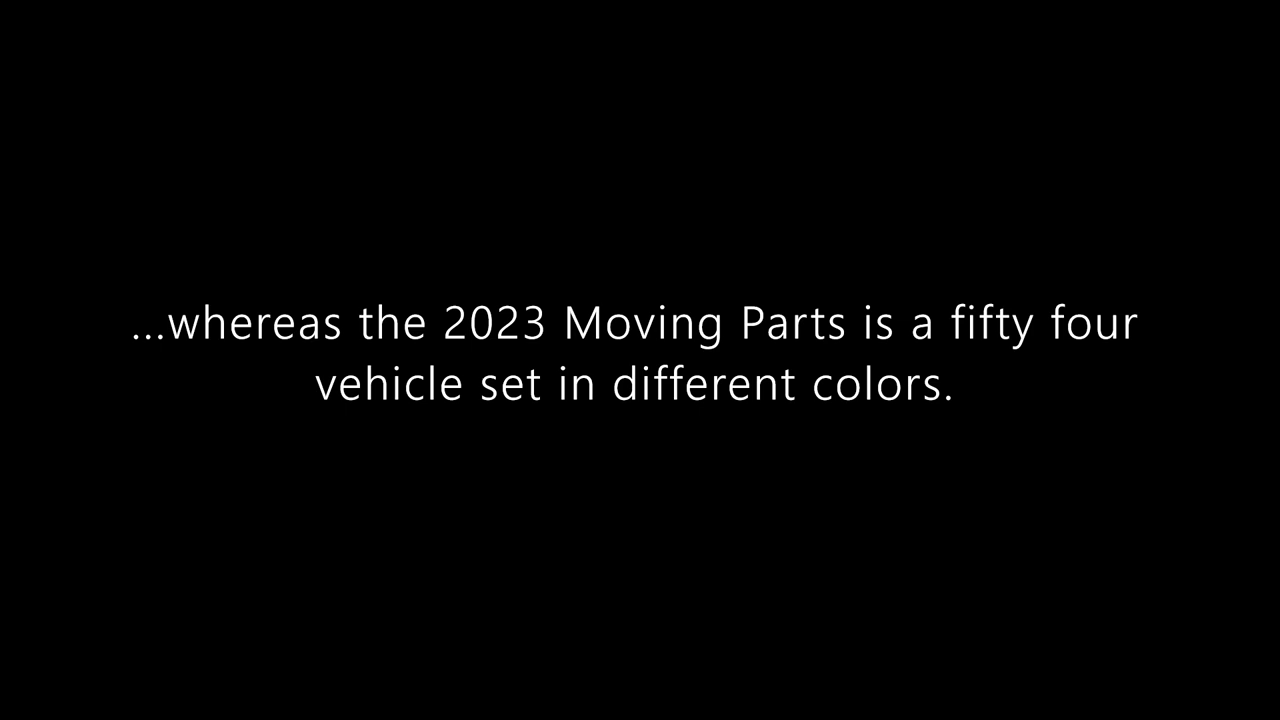 ...whereas the 2023 Moving Parts is a fifty four
vehicle set in different colors.